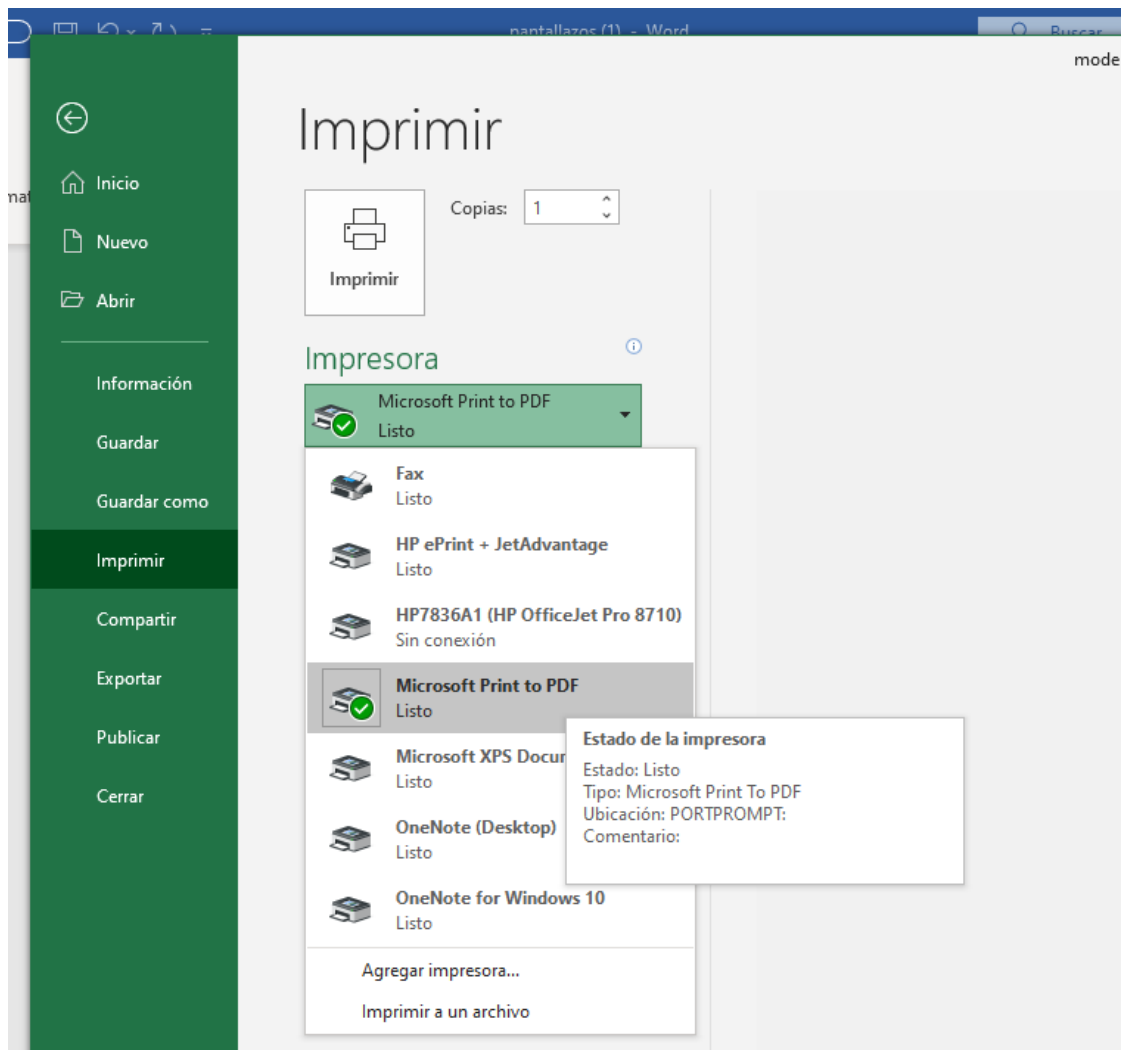 pantallazos (1) - Word
Buscar
mode
Imprimir
Inicio
Nuevo
Abrir
Información
Guardar
Guardar como
Imprimir
Compartir
Exportar
Publicar
Cerrar
Copias: 1
Imprimir
Impresora
Microsoft Print to PDF
Listo
Fax
Listo
HP ePrint + JetAdvantage
Listo
HP7836A1 (HP OfficeJet Pro 8710)
Sin conexión
Microsoft Print to PDF
Listo
Microsoft XPS Docu
Listo
OneNote (Desktop)
Listo
OneNote for Windows 10
Listo
Agregar impresora...
Imprimir a un archivo
Estado de la impresora
Estado: Listo
Tipo: Microsoft Print To PDF
Ubicación: PORTPROMPT:
Comentario: